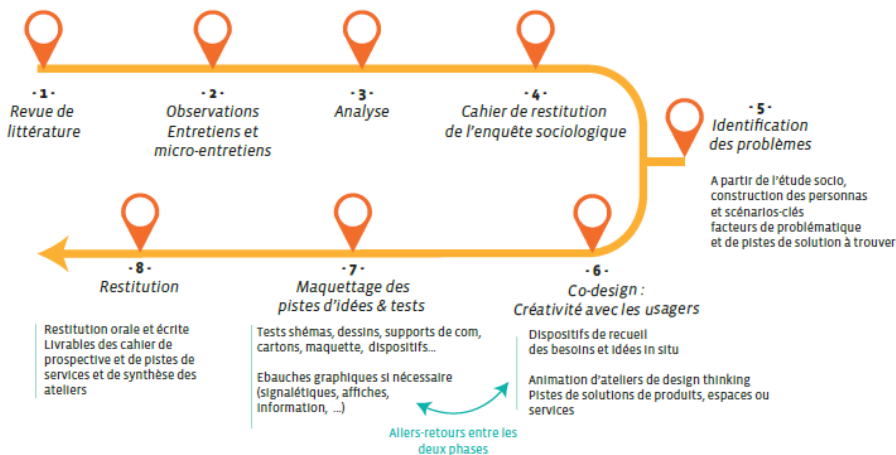 - 1 -
Revue de
littérature
- 2 -
Observations
Entretiens et
micro-entretiens
- 3 -
Analyse
- 4 -
Cahier de restitution
de l'enquête sociologique
- 5 -
Identification
des problèmes
A partir de l'étude socio,
construction des personnas
et scénarios-clés
facteurs de problématique
et de pistes de solution à trouver
- 6 -
Co-design :
Créativité avec les usagers
Dispositifs de recueil
des besoins et idées in situ
Animation d'ateliers de design thinking
Pistes de solutions de produits, espaces ou
services
- 7 -
Maquettage des
pistes d'idées & tests
Tests shémas, dessins, supports de com,
cartons, maquette, dispositifs...
Ebauches graphiques si nécessaire
(signalétiques, affiches,
information, ...)
Allers-retours entre les
deux phases
- 8 -
Restitution
Restitution orale et écrite
Livrables des cahier de
prospective et de pistes de
services et de synthèse des
ateliers